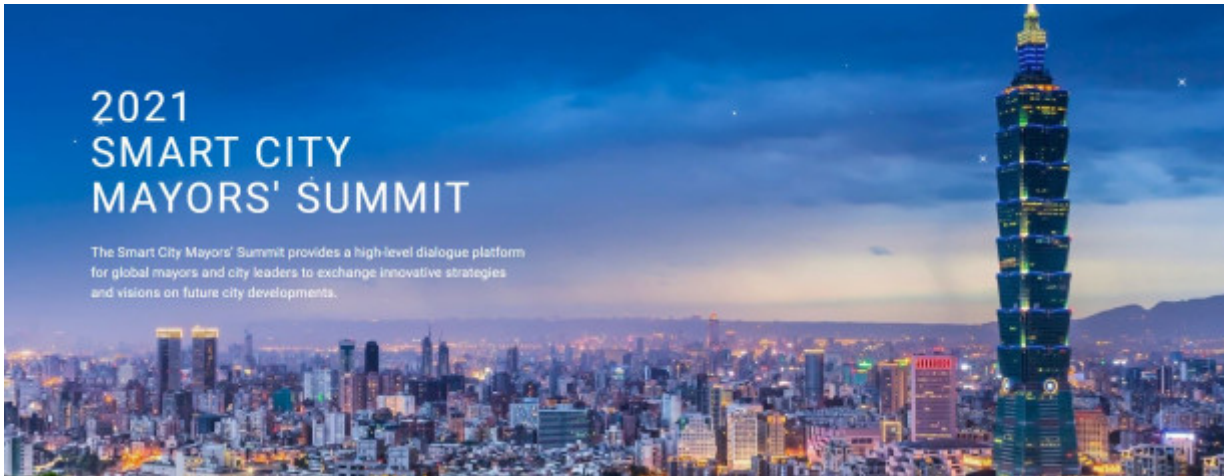 2021
SMART CITY
MAYORS' SUMMIT
The Smart City Mayors' Summit provides a high-level dialogue platform
for global mayors and city leaders to exchange innovative strategies
and visions on future city developments.